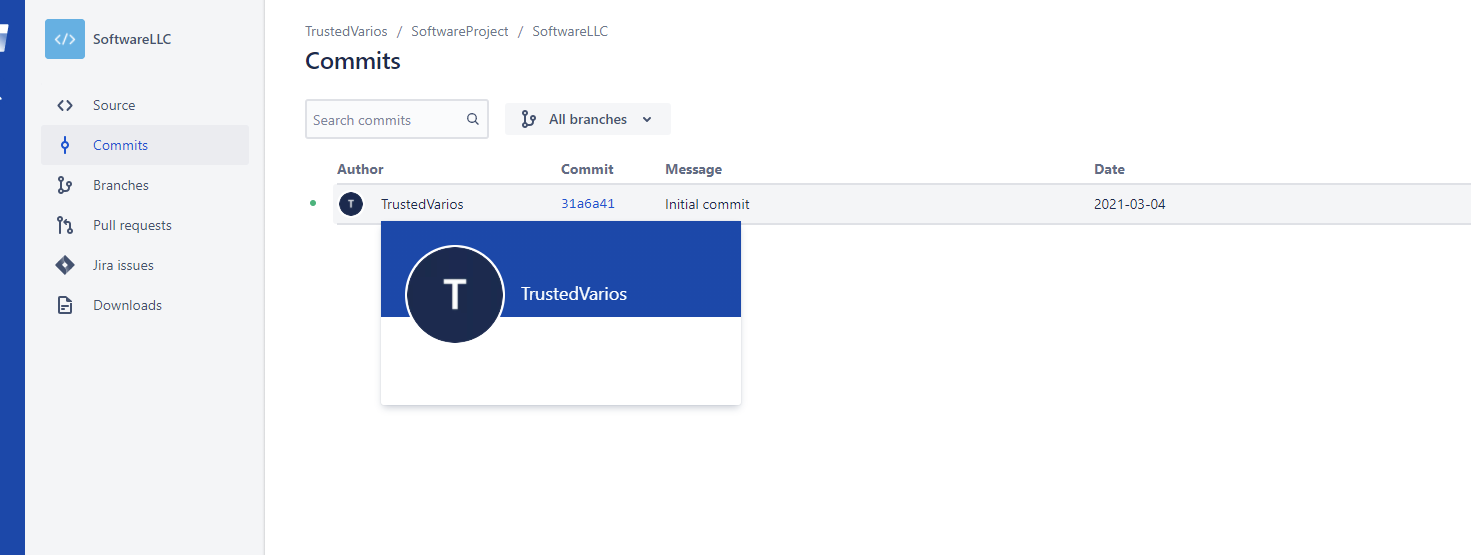 SoftwareLLC
Source
Commits
Branches
Pull requests
Jira issues
Downloads
TrustedVarios / SoftwareProject / SoftwareLLC
Commits
Search commits
All branches
Author Commit Message Date
T TrustedVarios 31a6a41 Initial commit 2021-03-04
T TrustedVarios